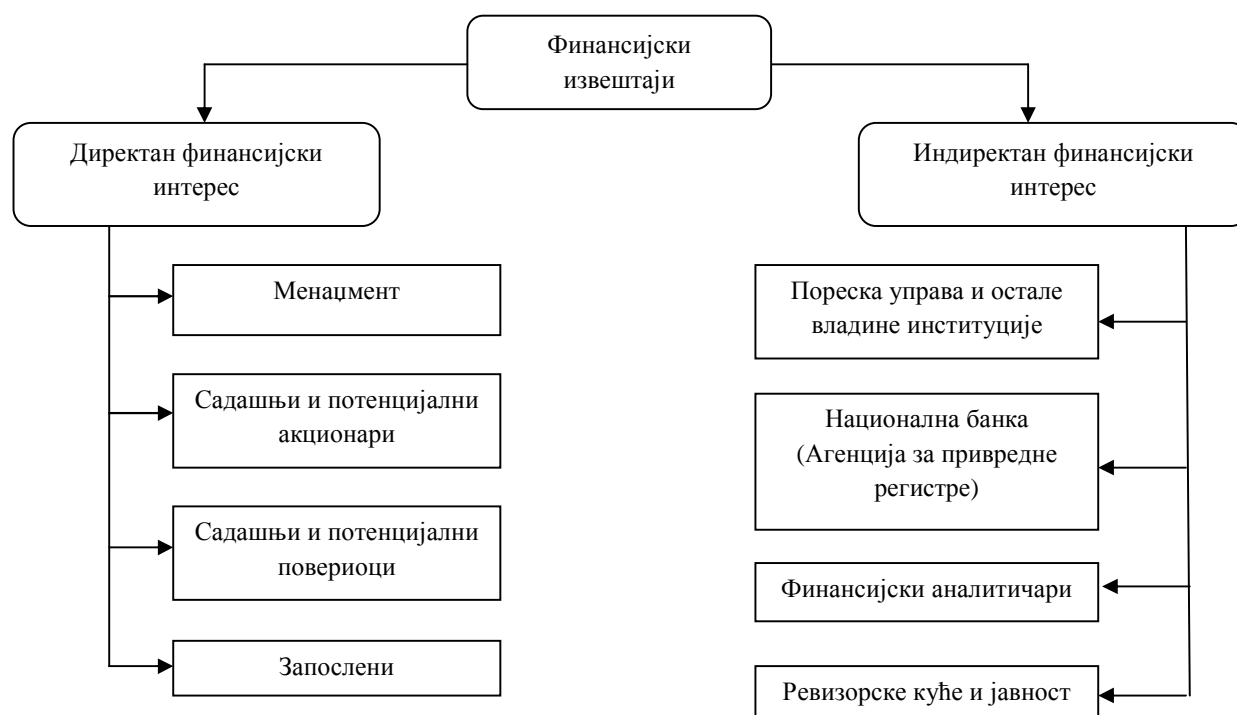 Финансијски
извештаји
Директан финансијски
интерес
Индиректан финансијски
интерес
Менаџмент
Садашњи и потенцијални
акционари
Садашњи и потенцијални
повериоци
Запослени
Пореска управа и остале
владине институције
Национална банка
(Агенција за привредне
регистре)
Финансијски аналитичари
Ревизорске куће и јавност